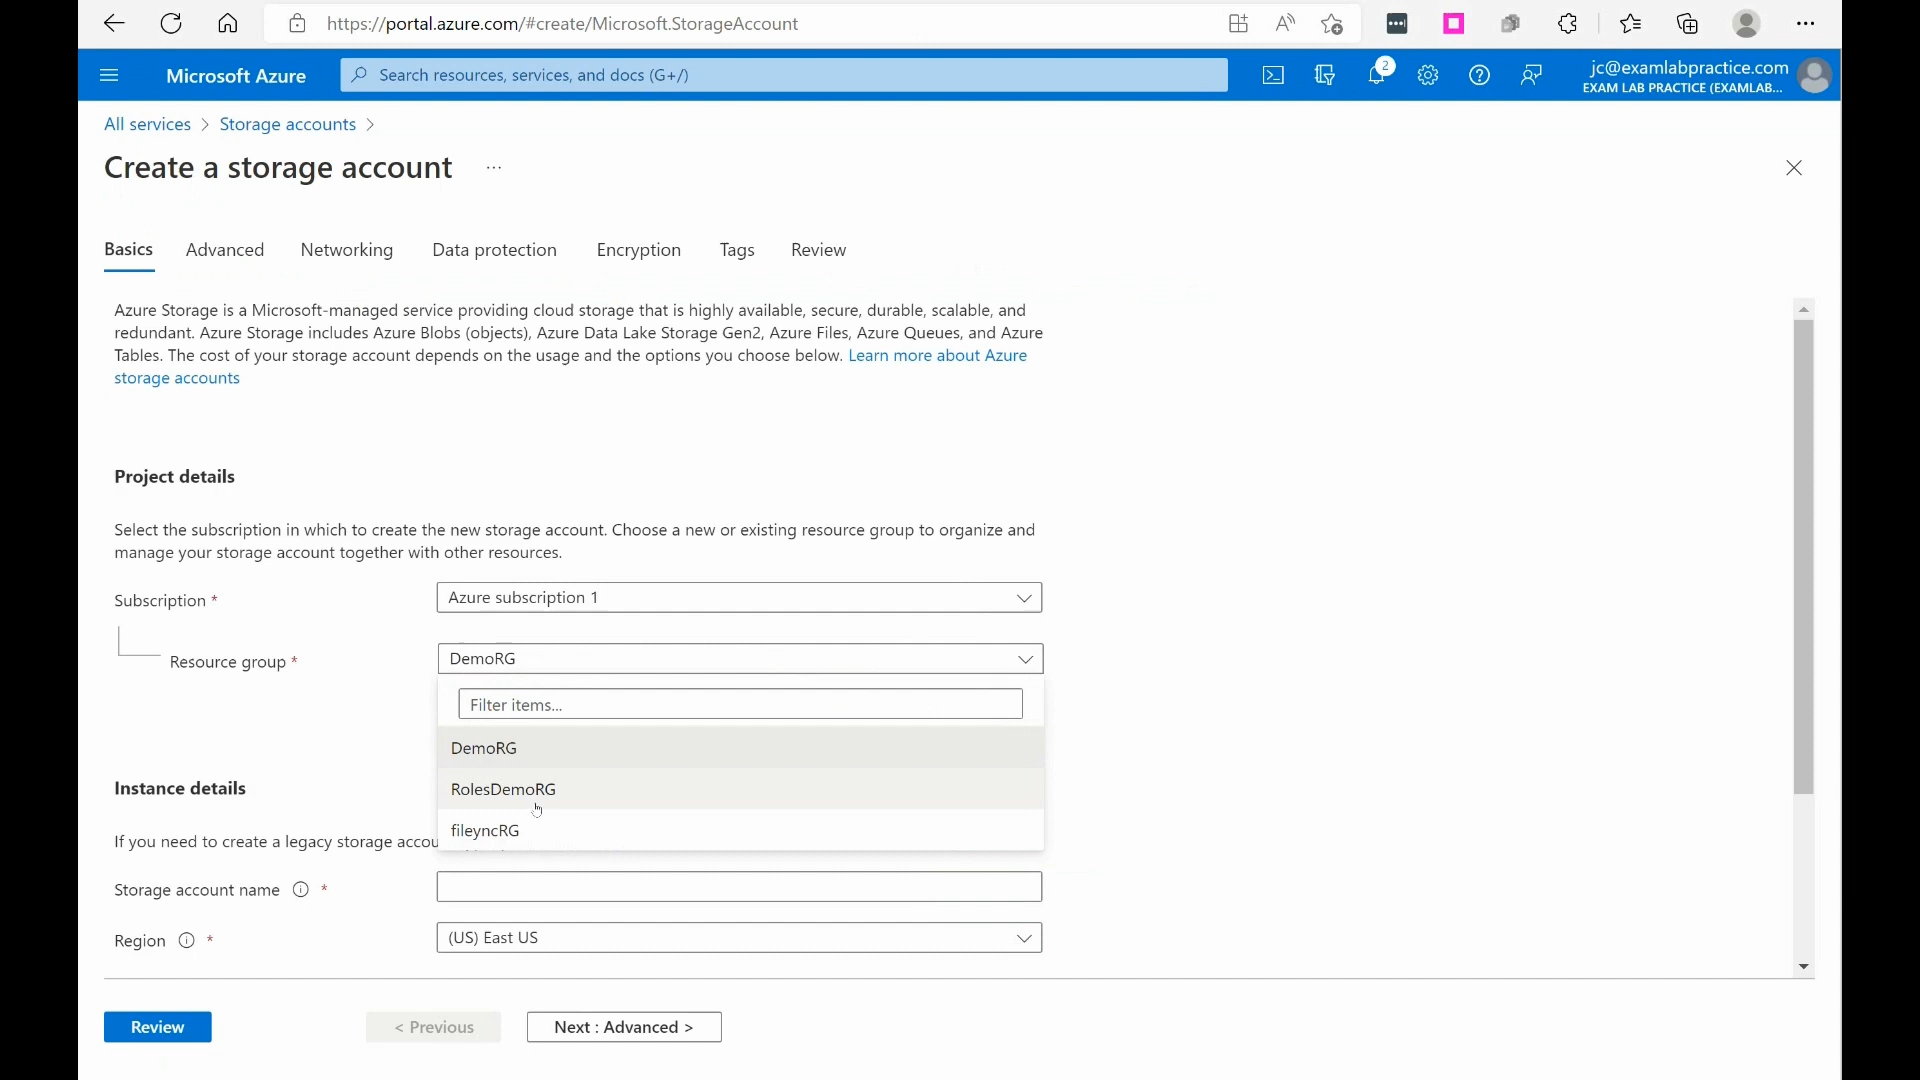 https://portal.azure.com/#create/Microsoft.StorageAccount
Microsoft Azure
Search resources, services, and docs (G+/)
2
jc@examlabpractice.com
EXAM LAB PRACTICE (EXAMLAB...
All services > Storage accounts >
Create a storage account ...
Basics Advanced Networking Data protection Encryption Tags Review
Azure Storage is a Microsoft-managed service providing cloud storage that is highly available, secure, durable, scalable, and
redundant. Azure Storage includes Azure Blobs (objects), Azure Data Lake Storage Gen2, Azure Files, Azure Queues, and Azure
Tables. The cost of your storage account depends on the usage and the options you choose below. Learn more about Azure
storage accounts
Project details
Select the subscription in which to create the new storage account. Choose a new or existing resource group to organize and
manage your storage account together with other resources.
Subscription *
Azure subscription 1
Resource group *
DemoRG
Filter items...
DemoRG
RolesDemoRG
fileyncRG
Instance details
If you need to create a legacy storage accou
Storage account name *
Region *
(US) East US
Review
< Previous
Next : Advanced >